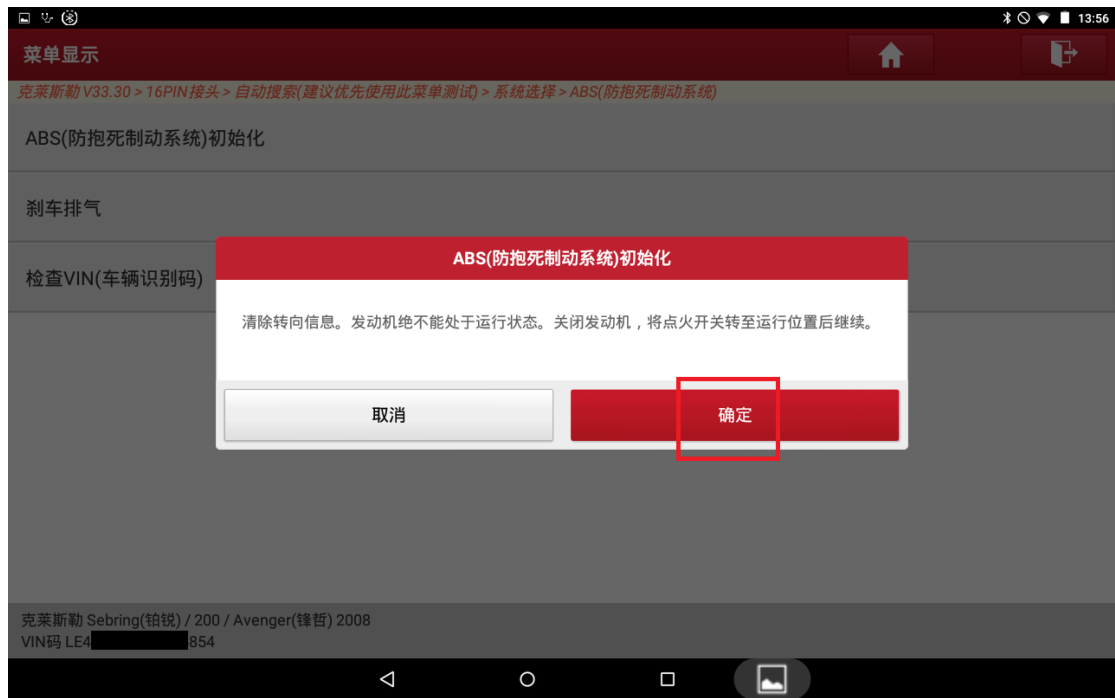 13:56
菜单显示
克莱斯勒 V33.30 > 16PIN接头 > 自动搜索(建议优先使用此菜单测试) > 系统选择 > ABS(防抱死制动系统)
ABS(防抱死制动系统)初始化
刹车排气
检查VIN(车辆识别码)
ABS(防抱死制动系统)初始化
清除转向信息。发动机绝不能处于运行状态。关闭发动机，将点火开关转至运行位置后继续。
取消
确定
克莱斯勒 Sebring(铂锐) / 200 / Avenger(锋哲) 2008
VIN码 LE4 854